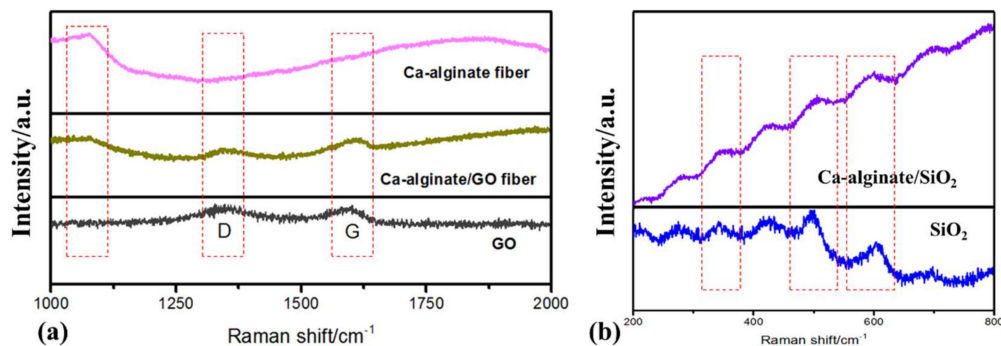 Intensity/a.u.
Ca-alginate fiber
Ca-alginate/GO fiber
D
G
GO
1000
1250
1500
1750
2000
(a)
Raman shift/cm-1
Intensity/a.u.
Ca-alginate/SiO2
SiO2
200
400
600
800
(b)
Raman shift/cm-1